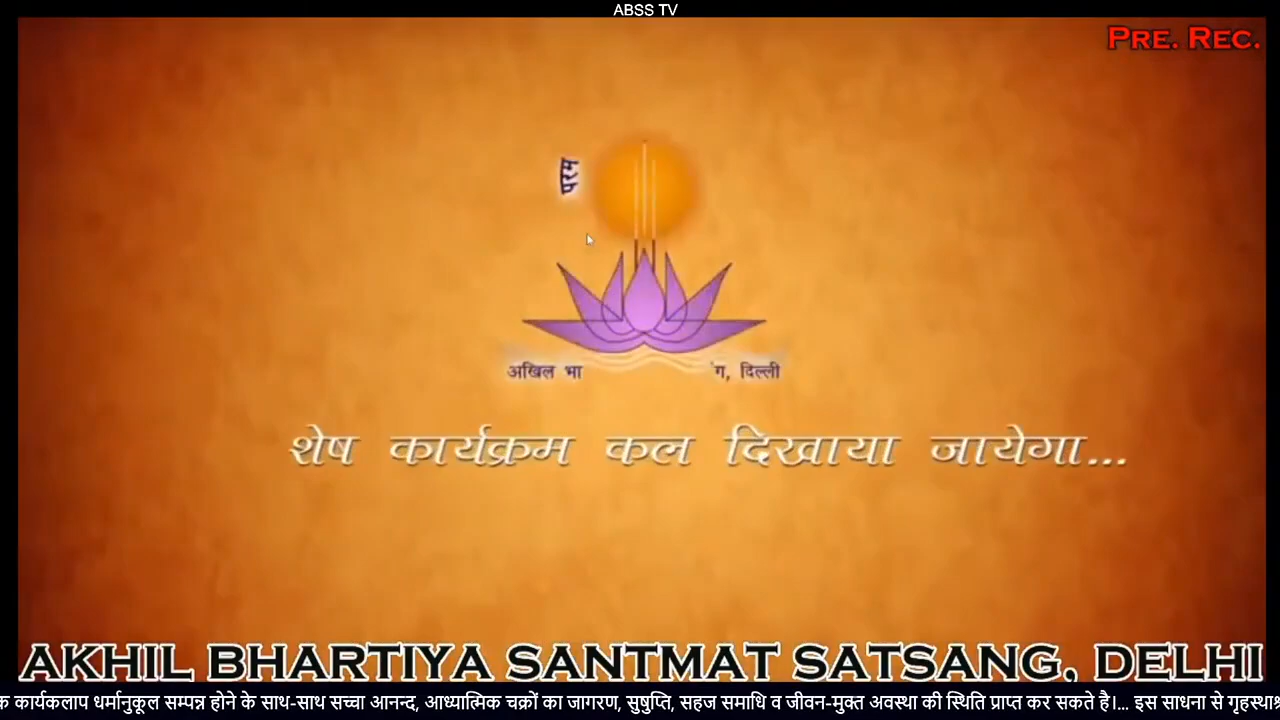 ABSS TV
PRE. REC.
परम
अखिल भा ग, दिल्ली
शेष कार्यक्रम कल दिखाया जायेगा...
AKHIL BHARTIYA SANTMAT SATSANG, DELHI
कार्यकलाप धर्मानुकूल सम्पन्न होने के साथ-साथ सच्चा आनन्द, आध्यात्मिक चक्रों का जागरण, सुषुप्ति, सहज समाधि व जीवन-मुक्त अवस्था की स्थिति प्राप्त कर सकते है।... इस साधना से